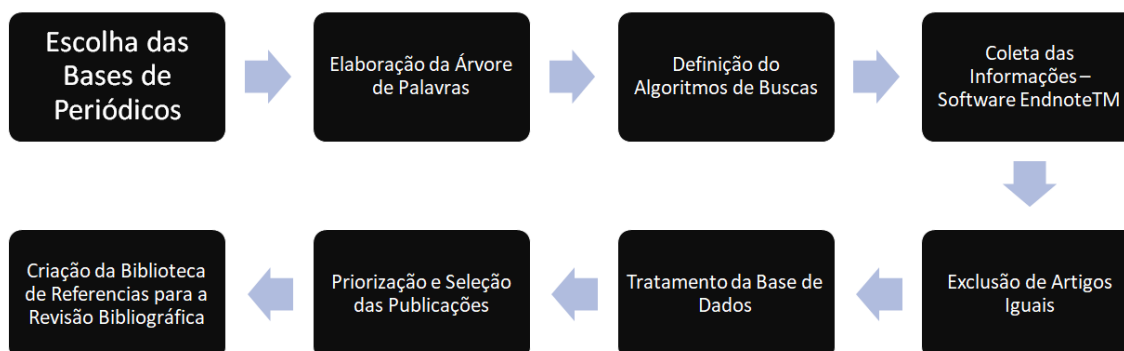 Escolha das
Bases de
Periódicos
Elaboração da Árvore
de Palavras
Definição do
Algoritmos de Buscas
Coleta das
Informações –
Software EndnoteTM
Exclusão de Artigos
Iguais
Tratamento da Base de
Dados
Priorização e Seleção
das Publicações
Criação da Biblioteca
de Referencias para a
Revisão Bibliográfica